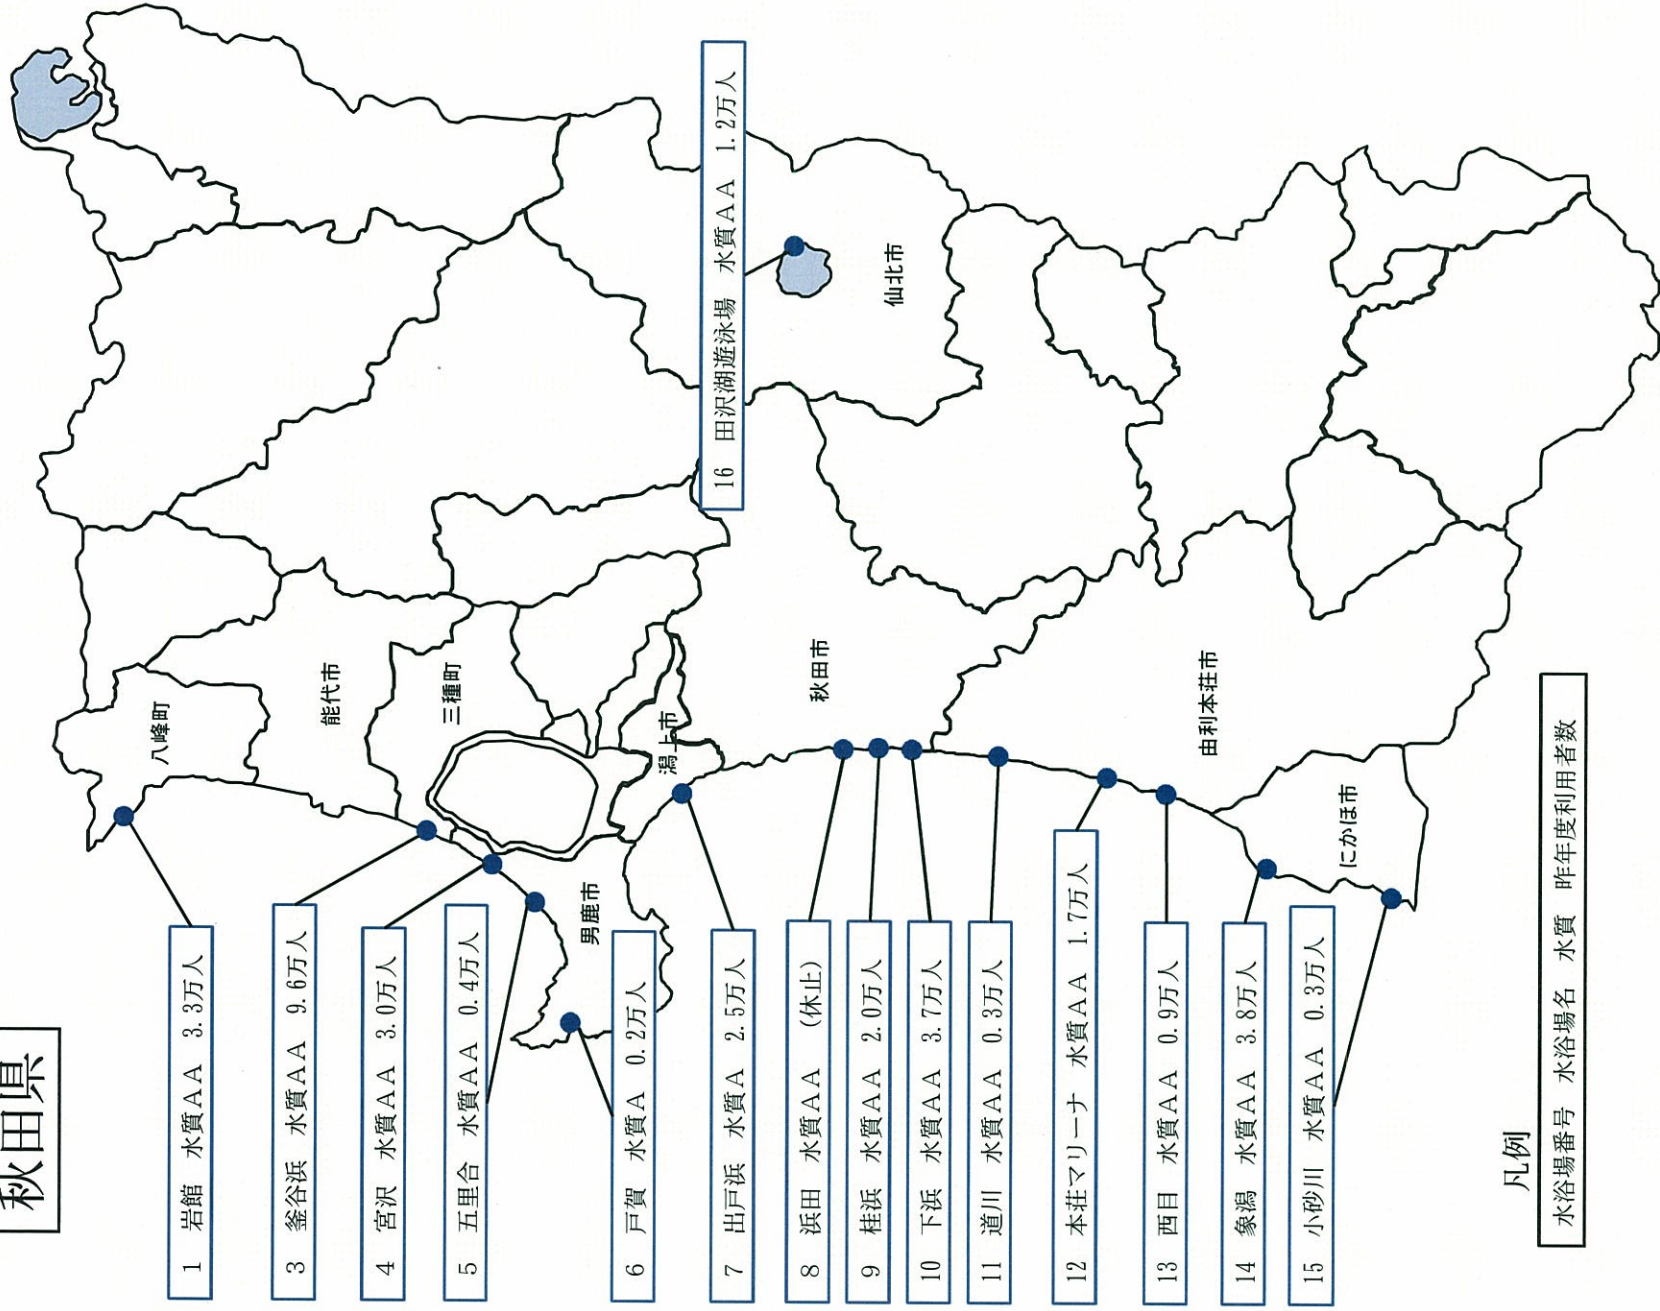 秋田県
1　岩館　水質AA　3.3万人
3　釜谷浜　水質AA　9.6万人
4　宮沢　水質AA　3.0万人
5　五里合　水質AA　0.4万人
6　戸賀　水質A　0.2万人
7　出戸浜　水質A　2.5万人
8　浜田　水質AA　(休止)
9　桂浜　水質AA　2.0万人
10　下浜　水質AA　3.7万人
11　道川　水質AA　0.3万人
12　本荘マリーナ　水質AA　1.7万人
13　西目　水質AA　0.9万人
14　象潟　水質AA　3.8万人
15　小砂川　水質AA　0.3万人
16　田沢湖遊泳場　水質AA　1.2万人
八峰町
能代市
三種町
男鹿市
潟上市
秋田市
仙北市
由利本荘市
にかほ市
凡例
水浴場番号　水浴場名　水質　昨年度利用者数